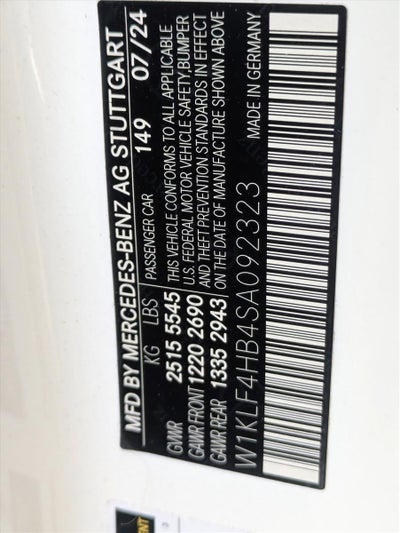 MFD BY MERCEDES-BENZ AG STUTTGART
KG LBS 149 07/24
GVWR 2515 5545 PASSENGER CAR
GAWR FRONT 1220 2690
GAWR REAR 1335 2943
THIS VEHICLE CONFORMS TO ALL APPLICABLE
U.S. FEDERAL MOTOR VEHICLE SAFETY,BUMPER
AND THEFT PREVENTION STANDARDS IN EFFECT
ON THE DATE OF MANUFACTURE SHOWN ABOVE
W1KLF4HB4SA092323 MADE IN GERMANY